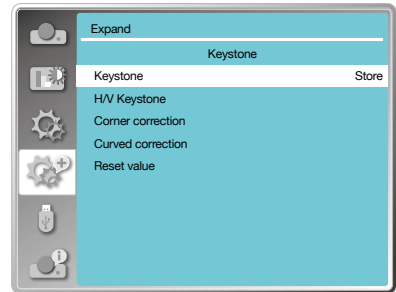 Expand
Keystone
Keystone Store
H/V Keystone
Corner correction
Curved correction
Reset value